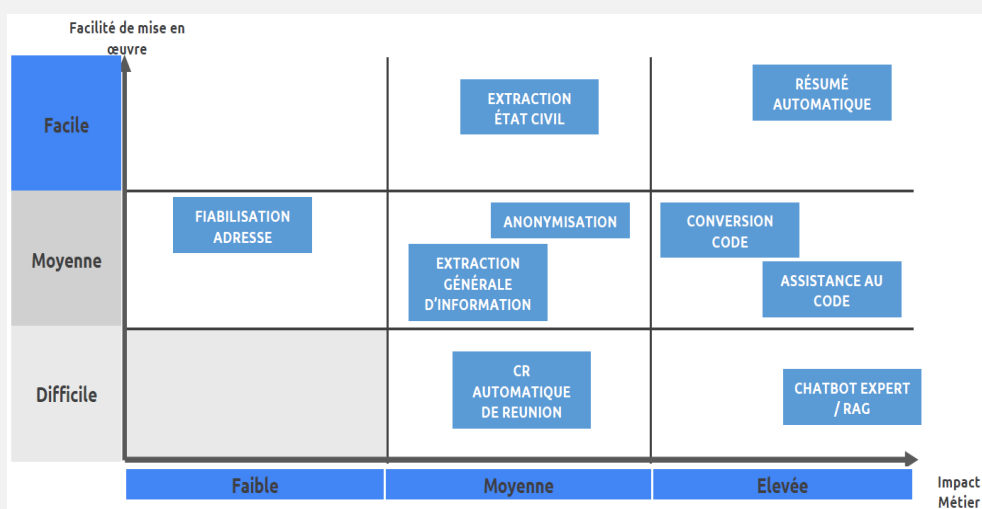 Facilité de mise en
œuvre
Facile
EXTRACTION
ÉTAT CIVIL
RÉSUMÉ
AUTOMATIQUE
Moyenne
FIABILISATION
ADRESSE
ANONYMISATION
EXTRACTION
GÉNÉRALE
D'INFORMATION
CONVERSION
CODE
ASSISTANCE AU
CODE
Difficile
CR
AUTOMATIQUE
DE REUNION
CHATBOT EXPERT
/ RAG
Faible
Moyenne
Elevée
Impact
Métier